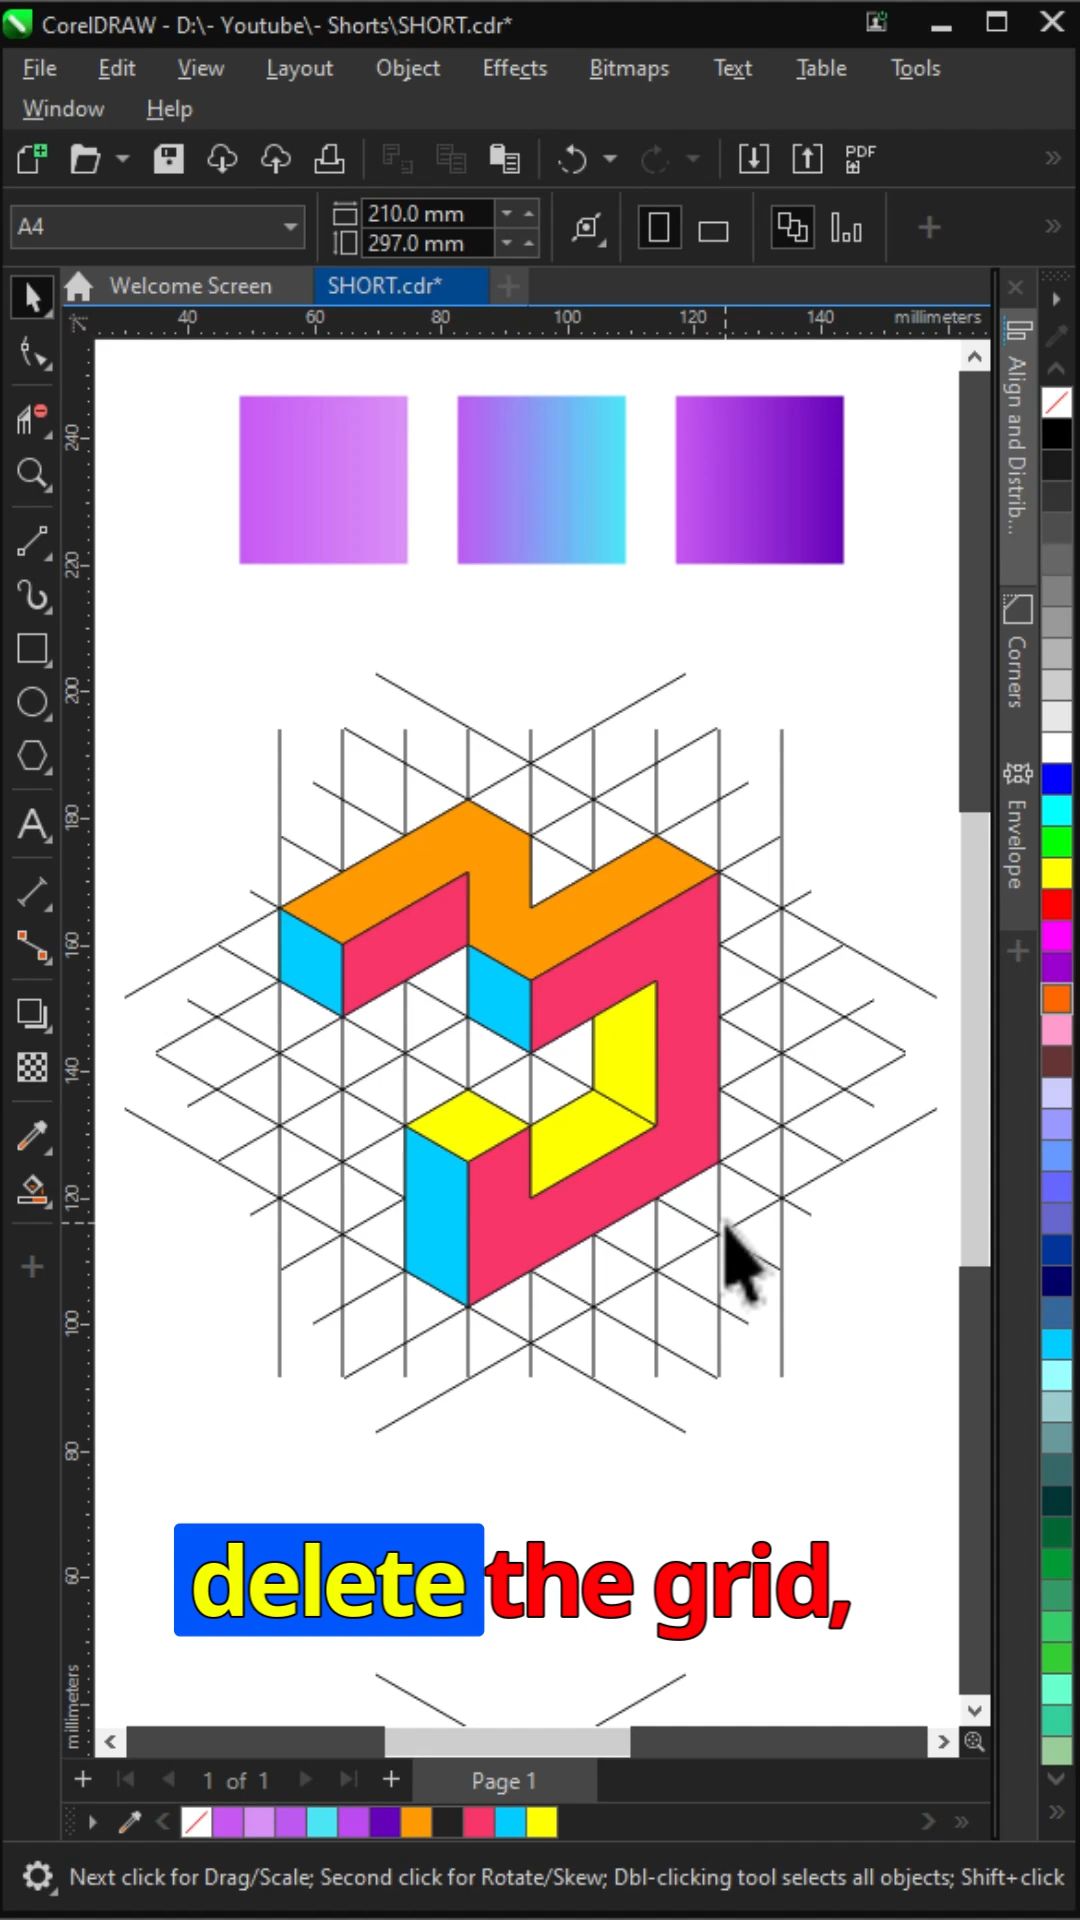 CorelDRAW - D:\- Youtube\- Shorts\SHORT.cdr*
File Edit View Layout Object Effects Bitmaps Text Table Tools
Window Help
PDF
A4
210.0 mm
297.0 mm
Welcome Screen SHORT.cdr*
40 60 80 100 120 140 millimeters
240
220
200
180
160
140
120
100
80
60
millimeters
Align and Distrib...
Corners
Envelope
delete the grid,
1 of 1 Page 1
Next click for Drag/Scale; Second click for Rotate/Skew; Dbl-clicking tool selects all objects; Shift+click